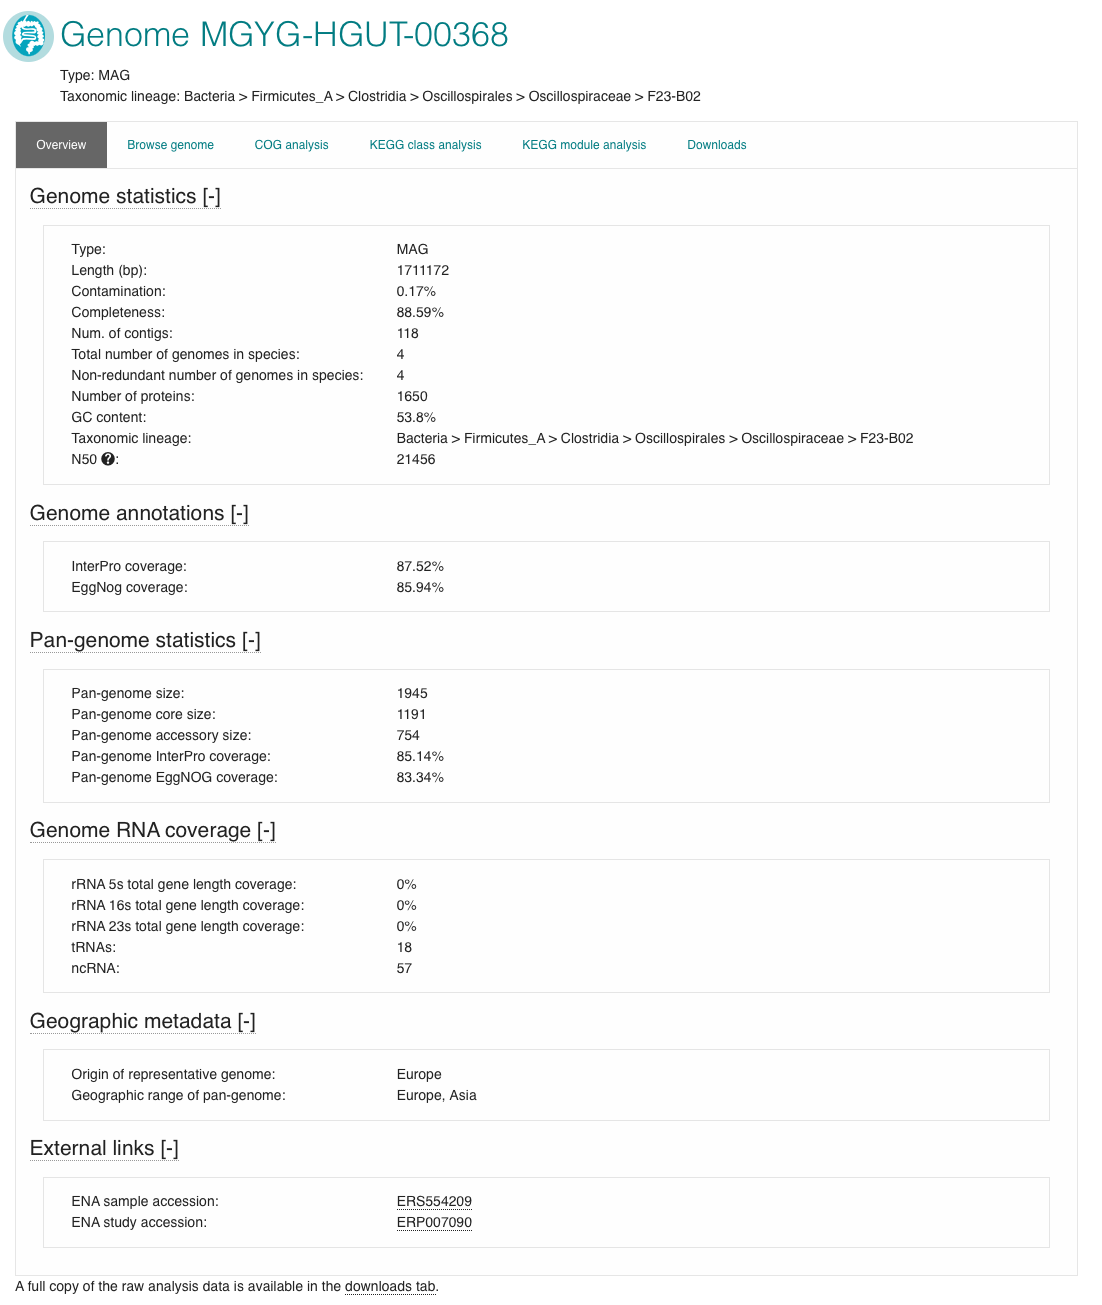 Genome MGYG-HGUT-00368
Type: MAG
Taxonomic lineage: Bacteria > Firmicutes_A > Clostridia > Oscillospirales > Oscillospiraceae > F23-B02
Overview Browse genome COG analysis KEGG class analysis KEGG module analysis Downloads
Genome statistics [-]
Type: MAG
Length (bp): 1711172
Contamination: 0.17%
Completeness: 88.59%
Num. of contigs: 118
Total number of genomes in species: 4
Non-redundant number of genomes in species: 4
Number of proteins: 1650
GC content: 53.8%
Taxonomic lineage: Bacteria > Firmicutes_A > Clostridia > Oscillospirales > Oscillospiraceae > F23-B02
N50 ?: 21456
Genome annotations [-]
InterPro coverage: 87.52%
EggNog coverage: 85.94%
Pan-genome statistics [-]
Pan-genome size: 1945
Pan-genome core size: 1191
Pan-genome accessory size: 754
Pan-genome InterPro coverage: 85.14%
Pan-genome EggNOG coverage: 83.34%
Genome RNA coverage [-]
rRNA 5s total gene length coverage: 0%
rRNA 16s total gene length coverage: 0%
rRNA 23s total gene length coverage: 0%
tRNAs: 18
ncRNA: 57
Geographic metadata [-]
Origin of representative genome: Europe
Geographic range of pan-genome: Europe, Asia
External links [-]
ENA sample accession: ERS554209
ENA study accession: ERP007090
A full copy of the raw analysis data is available in the downloads tab.